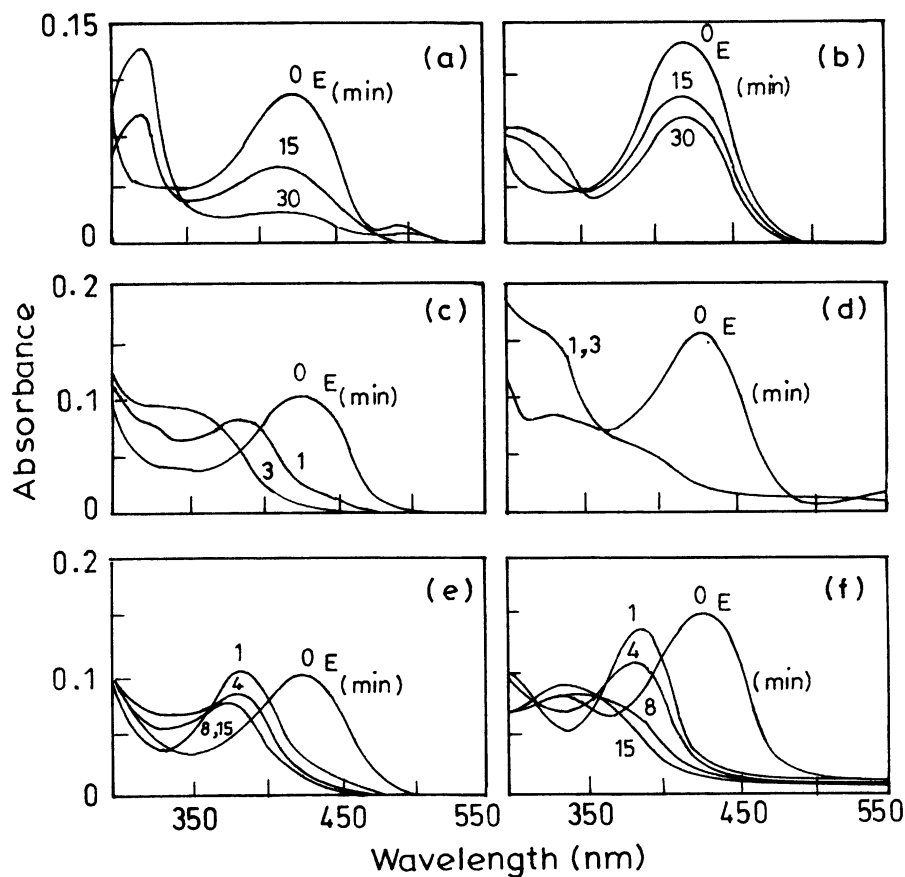 0.15
(a)
0 E (min)
15
30
0
(b)
0 E
(min)
15
30
Absorbance
0.2
(c)
0 E (min)
0.1
3
1
0
(d)
0 E
1,3
(min)
0.2
(e)
1
0 E
4
(min)
0.1
8,15
0
350
450
550
(f)
0 E
1
4
(min)
8
15
350
450
550
Wavelength (nm)